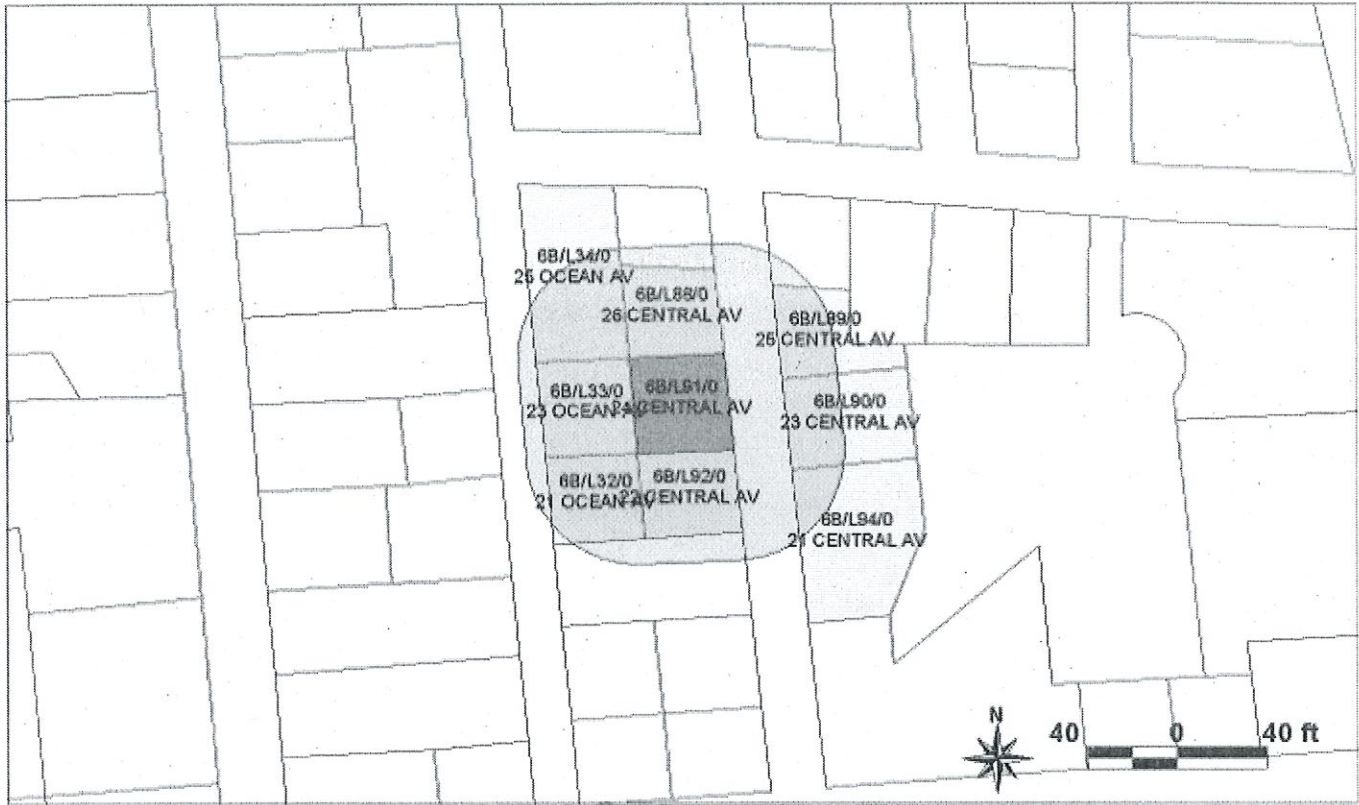 6B/L34/0
25 OCEAN AV
6B/L88/0
26 CENTRAL AV
6B/L89/0
25 CENTRAL AV
6B/L33/0
23 OCEAN
6B/L91/0
CENTRAL AV
6B/L90/0
23 CENTRAL AV
6B/L32/0
21 OCEAN AV
6B/L92/0
22 CENTRAL AV
6B/L94/0
21 CENTRAL AV
N
40 0 40 ft